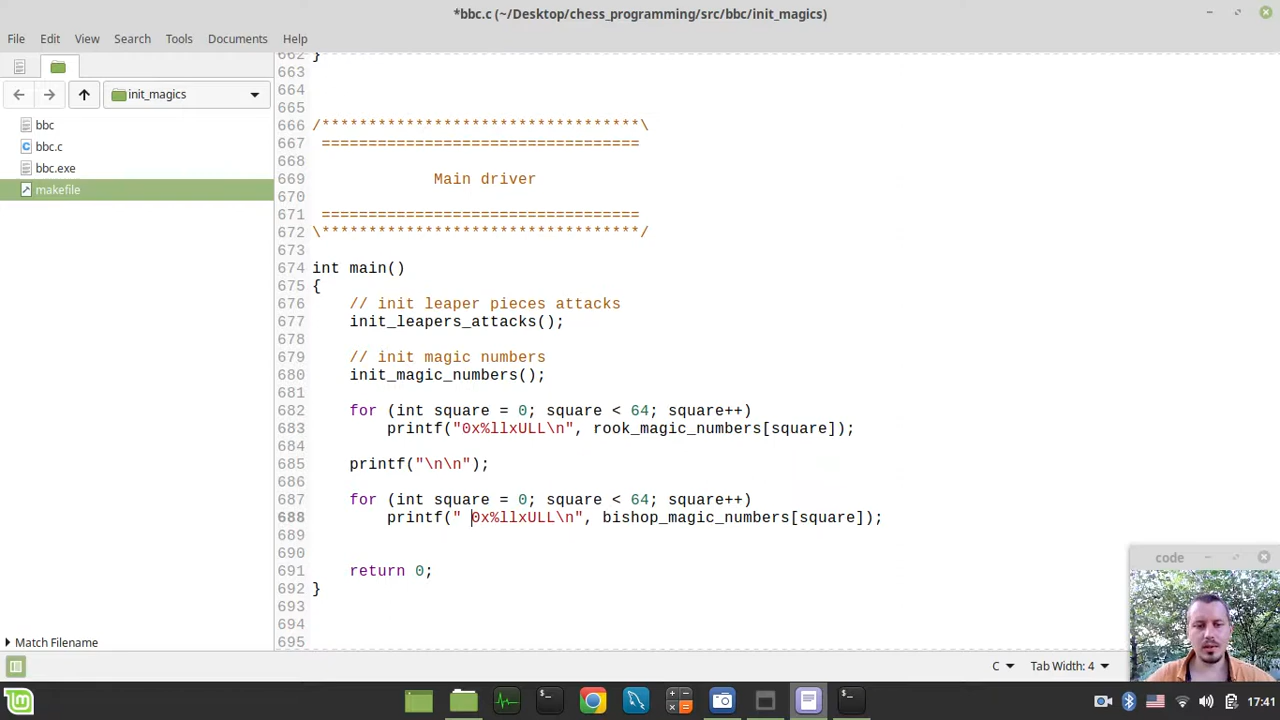 *bbc.c (~/Desktop/chess_programming/src/bbc/init_magics)
File Edit View Search Tools Documents Help
init_magics
bbc
bbc.c
bbc.exe
makefile
Match Filename
662 }
663
664
665
666 /**********************************\
667 ==================================
668
669 Main driver
670
671 ==================================
672 \**********************************/
673
674 int main()
675 {
676 // init leaper pieces attacks
677 init_leapers_attacks();
678
679 // init magic numbers
680 init_magic_numbers();
681
682 for (int square = 0; square < 64; square++)
683 printf("0x%llxULL\n", rook_magic_numbers[square]);
684
685 printf("\n\n");
686
687 for (int square = 0; square < 64; square++)
688 printf(" 0x%llxULL\n", bishop_magic_numbers[square]);
689
690
691 return 0;
692 }
693
694
695
code
C Tab Width: 4
17:41